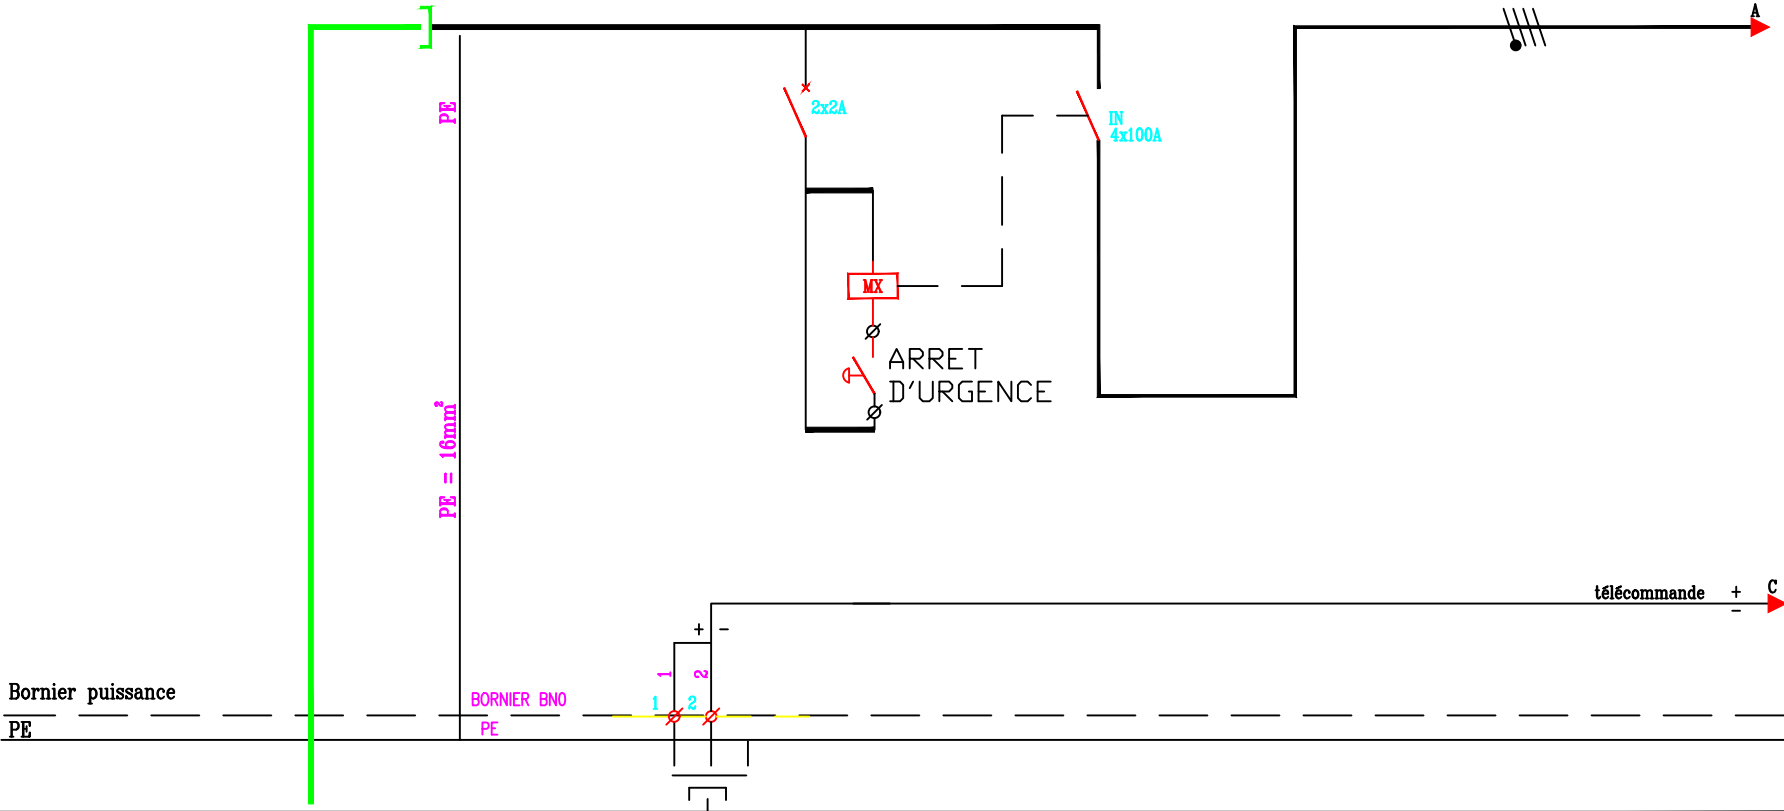 A
PE
2x2A
IN
4x100A
MX
ARRET
D'URGENCE
PE = 16mm²
télécommande + C
-
+ -
1 2
Bornier puissance
BORNIER BNO
1 2
PE
PE